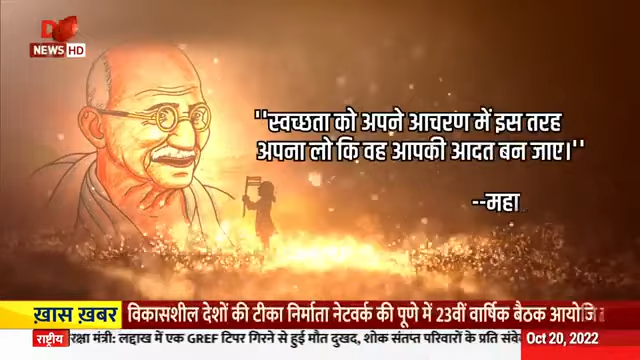 DD
NEWS HD
"स्वच्छता को अपने आचरण में इस तरह
अपना लो कि वह आपकी आदत बन जाए।"
--महा
ख़ास ख़बर विकासशील देशों की टीका निर्माता नेटवर्क की पूणे में 23वीं वार्षिक बैठक आयोजि
राष्ट्रीय रक्षा मंत्री: लद्दाख में एक GREF टिपर गिरने से हुई मौत दुखद, शोक संतप्त परिवारों के प्रति संवे Oct 20, 2022